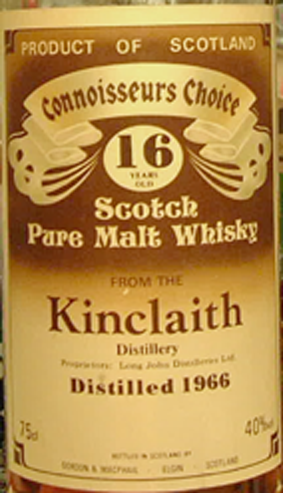 PRODUCT OF SCOTLAND
Connoisseurs Choice
16
YEARS
OLD
Scotch
Pure Malt Whisky
FROM THE
Kinclaith
Distillery
Proprietors: Long John Distilleries Ltd.
Distilled 1966
75cl
40%vol
BOTTLED IN SCOTLAND BY
GORDON & MACPHAIL · ELGIN · SCOTLAND